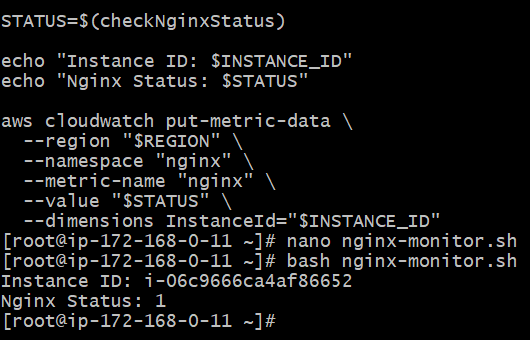 STATUS=$(checkNginxStatus)
echo "Instance ID: $INSTANCE_ID"
echo "Nginx Status: $STATUS"
aws cloudwatch put-metric-data \
--region "$REGION" \
--namespace "nginx" \
--metric-name "nginx" \
--value "$STATUS" \
--dimensions InstanceId="$INSTANCE_ID"
[root@ip-172-168-0-11 ~]# nano nginx-monitor.sh
[root@ip-172-168-0-11 ~]# bash nginx-monitor.sh
Instance ID: i-06c9666ca4af86652
Nginx Status: 1
[root@ip-172-168-0-11 ~]#